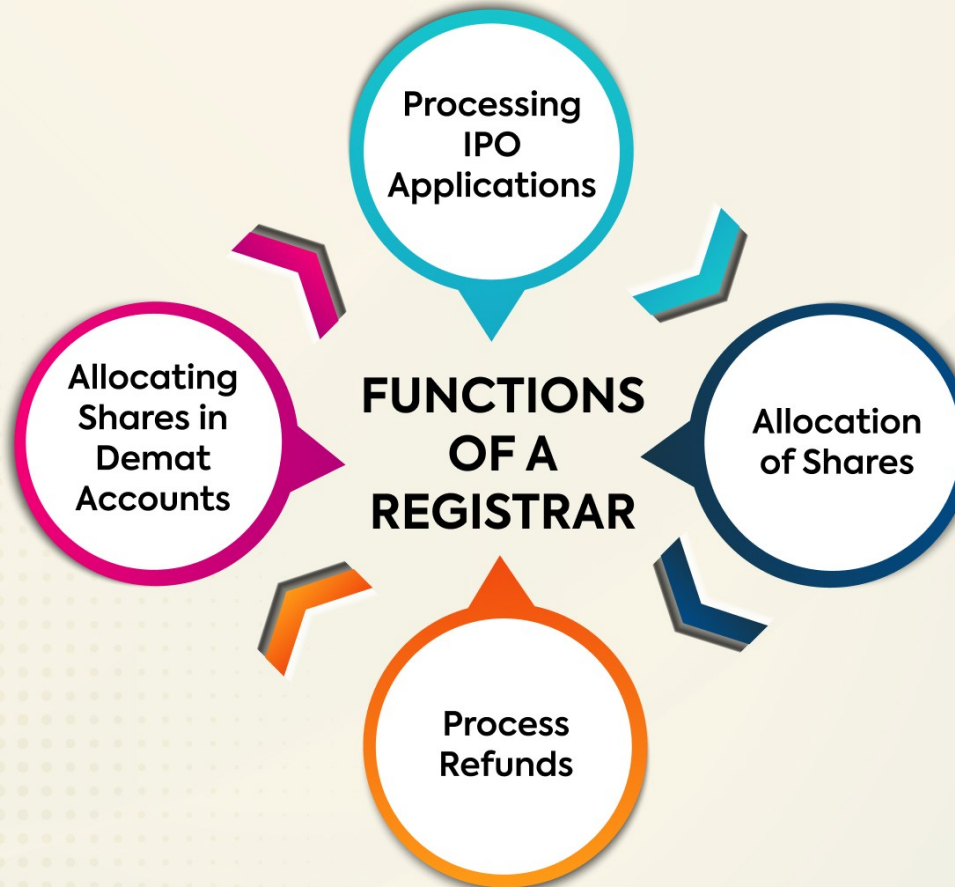 Processing
IPO
Applications
Allocating
Shares in
Demat
Accounts
FUNCTIONS
OF A
REGISTRAR
Allocation
of Shares
Process
Refunds